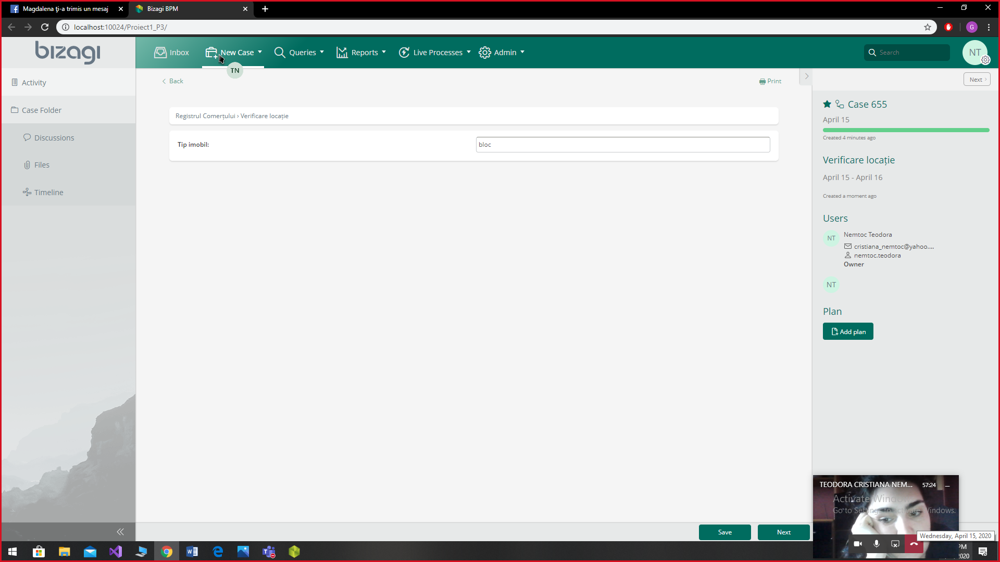 Magdalena ți-a trimis un mesaj
Bizagi BPM
localhost:10024/Proiect1_P3/
G
bizagi
Inbox
New Case
Queries
Reports
Live Processes
Admin
Search
NT
TN
Activity
Case Folder
Discussions
Files
Timeline
Back
Print
Registrul Comerțului › Verificare locație
Tip imobil:
bloc
Next
Case 655
April 15
Created 4 minutes ago
Verificare locație
April 15 - April 16
Created a moment ago
Users
NT
Nemtoc Teodora
cristiana_nemtoc@yahoo....
nemtoc.teodora
Owner
NT
Plan
Add plan
Save
Next
TEODORA CRISTIANA NEM...
57:24
Activate Windows
Go to Settings to activate Windows.
Wednesday, April 15, 2020
PM
2020